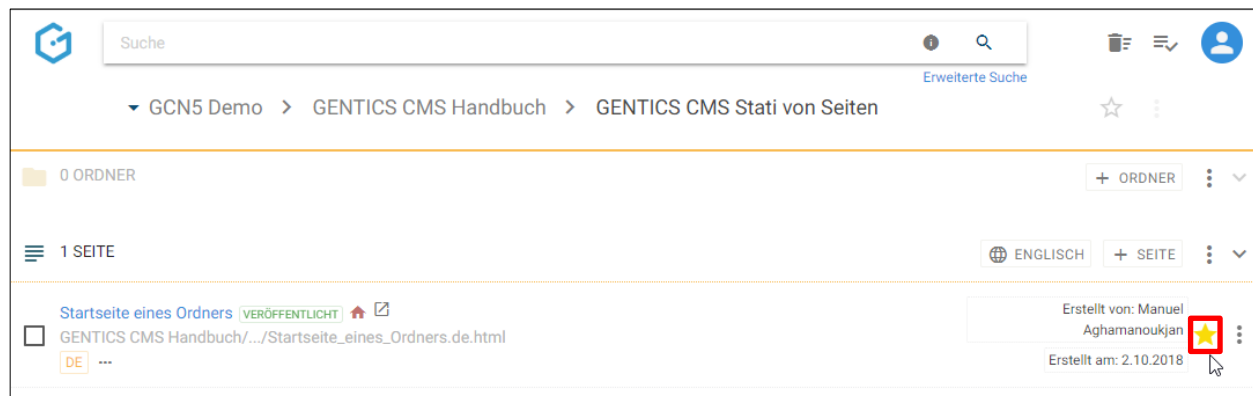 Suche
Erweiterte Suche
GCN5 Demo > GENTICS CMS Handbuch > GENTICS CMS Stati von Seiten
0 ORDNER
+ ORDNER
1 SEITE
ENGLISCH
+ SEITE
Startseite eines Ordners VERÖFFENTLICHT
GENTICS CMS Handbuch/.../Startseite_eines_Ordners.de.html
DE ---
Erstellt von: Manuel
Aghamanoukjan
Erstellt am: 2.10.2018